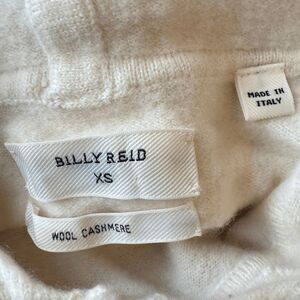 BILLY REID
XS
WOOL CASHMERE
MADE IN
ITALY